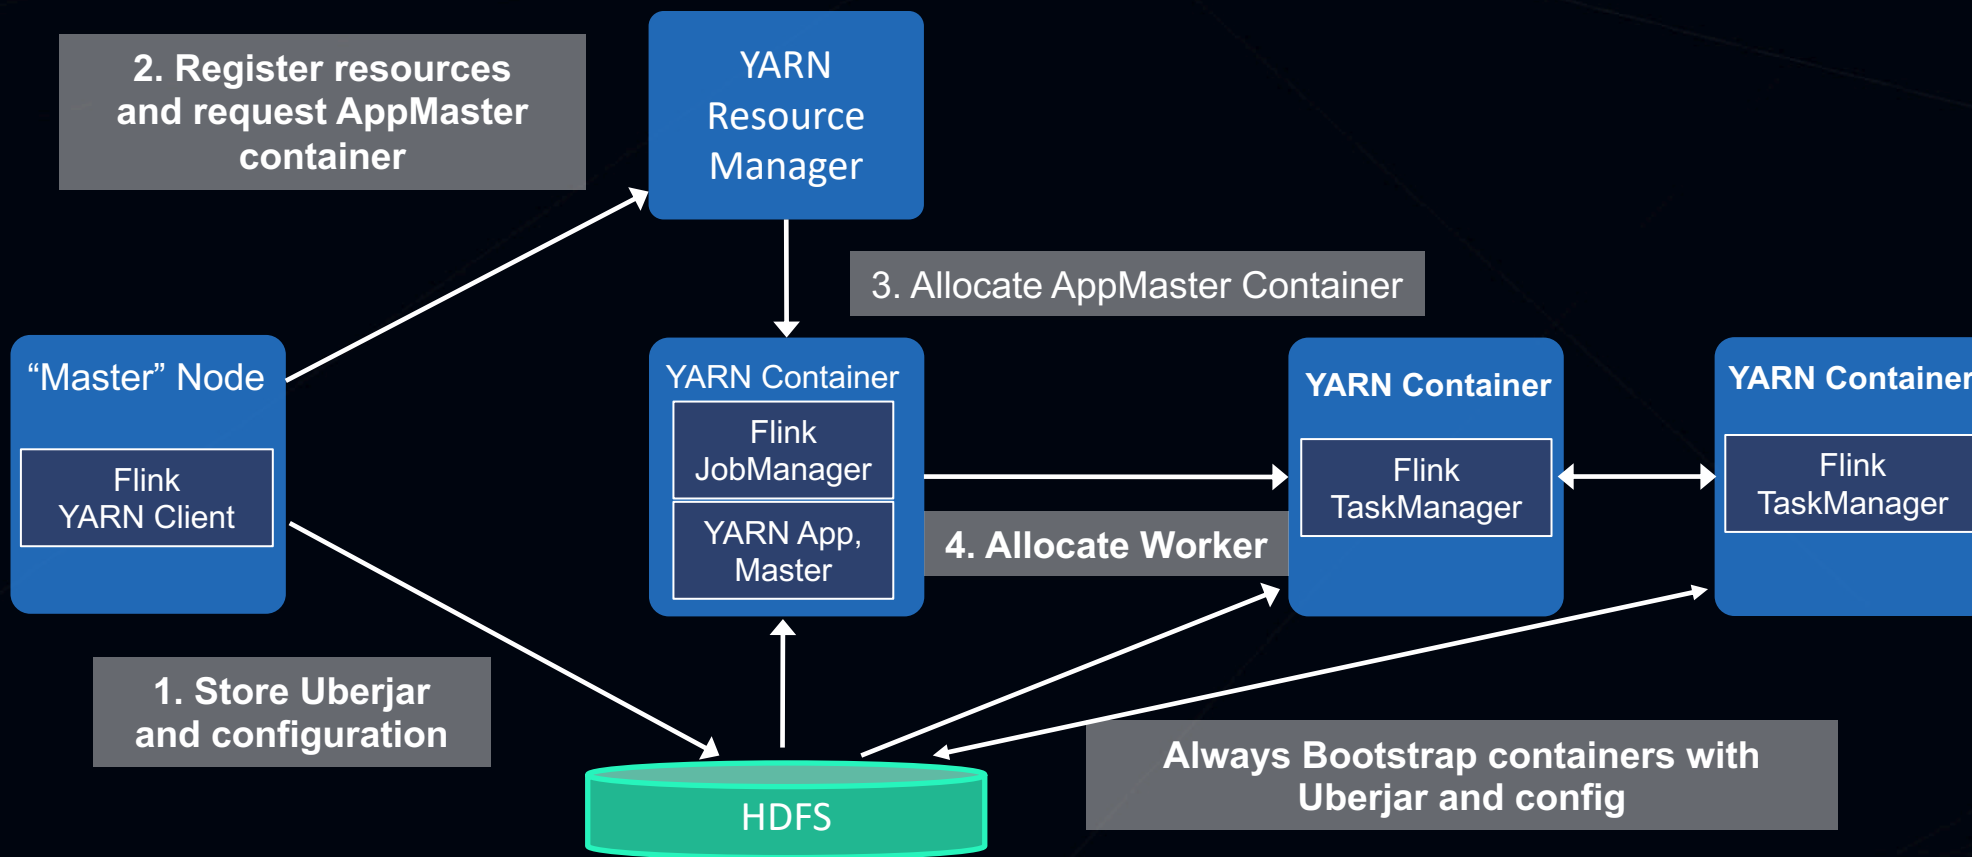 2. Register resources
and request AppMaster
container
YARN
Resource
Manager
3. Allocate AppMaster Container
“Master” Node
Flink
YARN Client
YARN Container
Flink
JobManager
YARN App,
Master
4. Allocate Worker
YARN Container
Flink
TaskManager
YARN Container
Flink
TaskManager
1. Store Uberjar
and configuration
HDFS
Always Bootstrap containers with
Uberjar and config